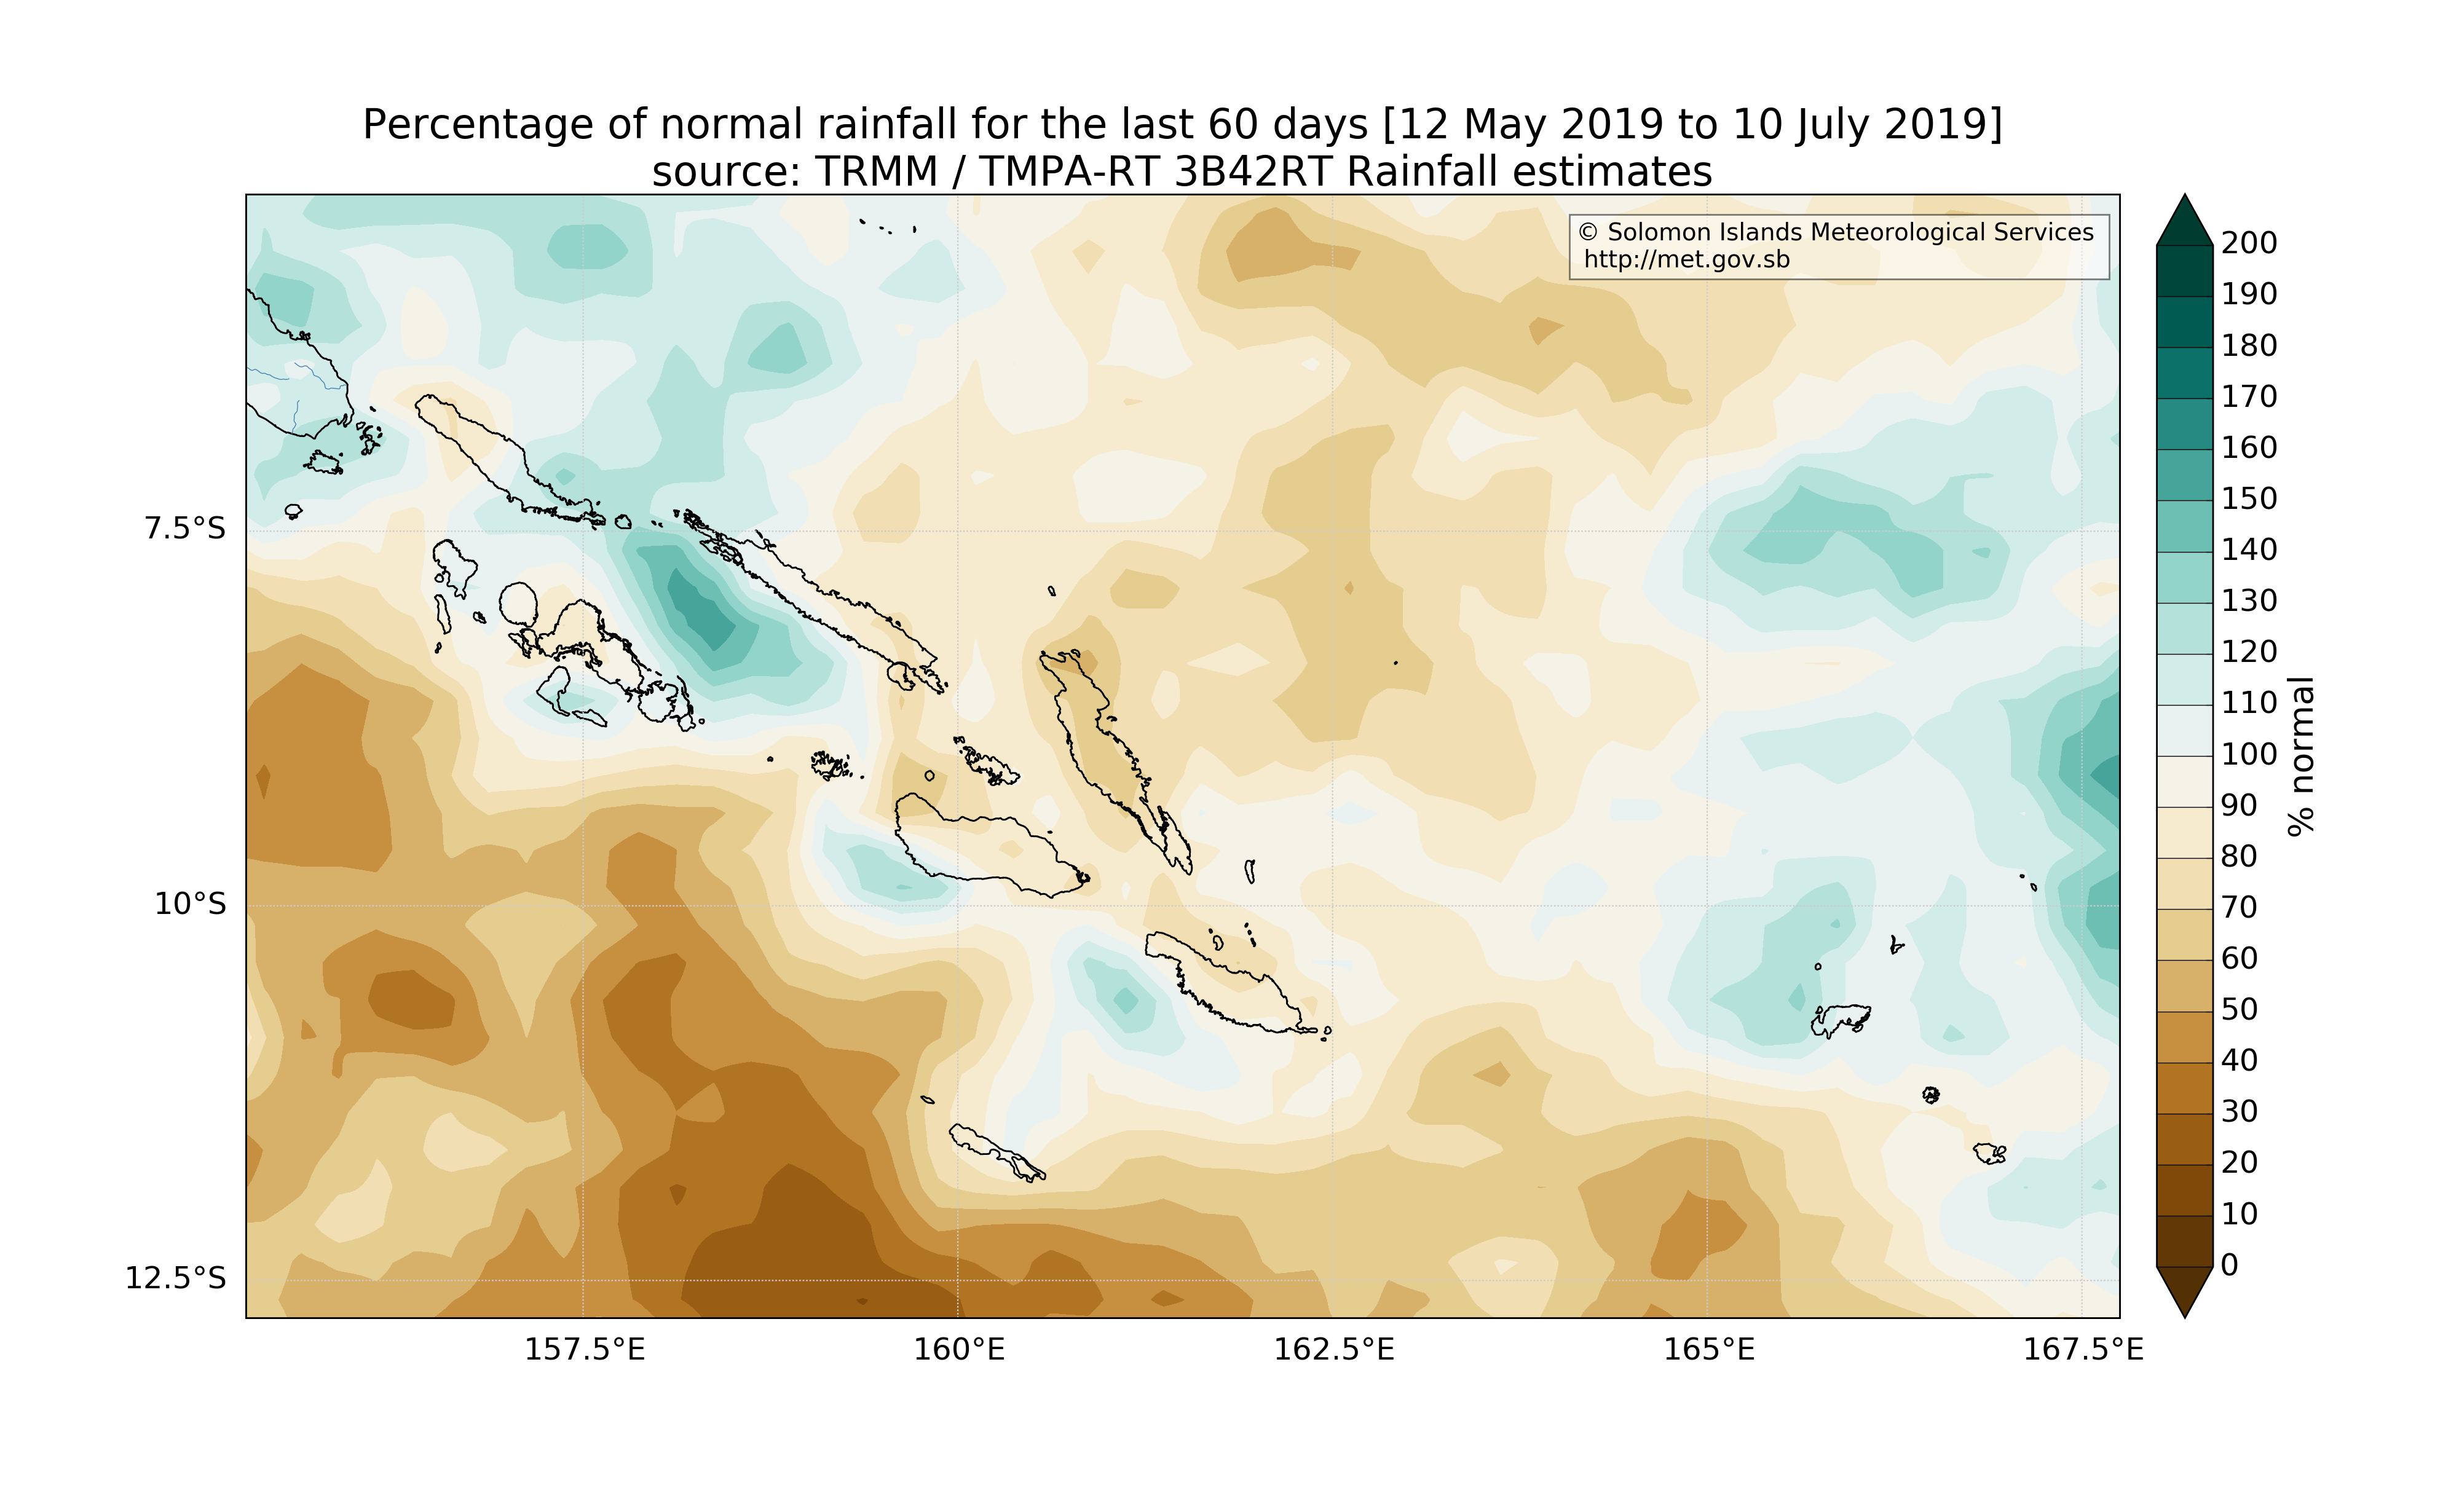 Percentage of normal rainfall for the last 60 days [12 May 2019 to 10 July 2019]
source: TRMM / TMPA-RT 3B42RT Rainfall estimates
© Solomon Islands Meteorological Services
http://met.gov.sb
7.5°S
10°S
12.5°S
157.5°E
160°E
162.5°E
165°E
167.5°E
200
190
180
170
160
150
140
130
120
110
100
90
80
70
60
50
40
30
20
10
0
% normal